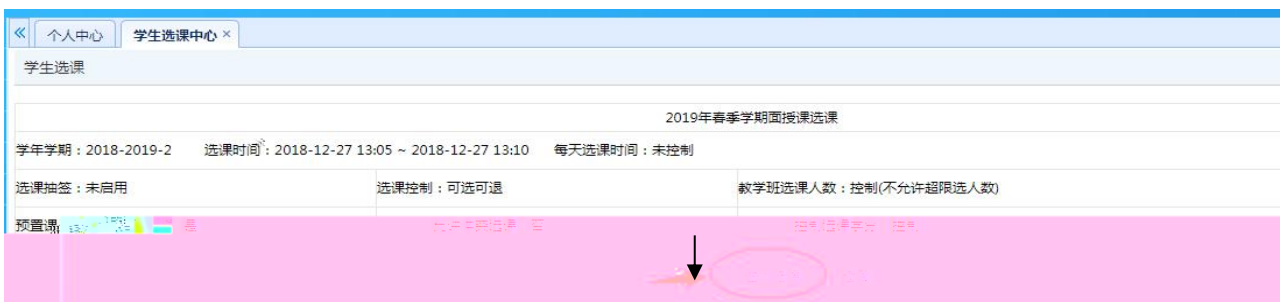 个人中心 学生选课中心 ×
学生选课
2019年春季学期面授课选课
学年学期：2018-2019-2 选课时间：2018-12-27 13:05 ~ 2018-12-27 13:10 每天选课时间：未控制
选课抽签：未启用 选课控制：可选可退 教学班选课人数：控制(不允许超限选人数)
预置课